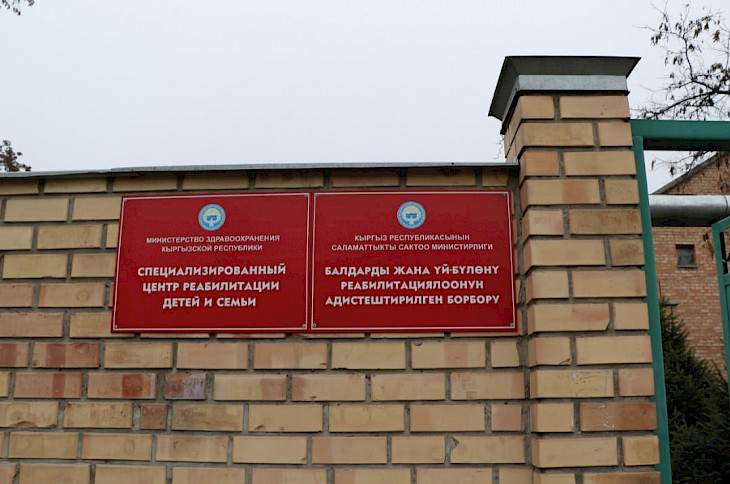 МИНИСТЕРСТВО ЗДРАВООХРАНЕНИЯ
КЫРГЫЗСКОЙ РЕСПУБЛИКИ
СПЕЦИАЛИЗИРОВАННЫЙ
ЦЕНТР РЕАБИЛИТАЦИИ
ДЕТЕЙ И СЕМЬИ
КЫРГЫЗ РЕСПУБЛИКАСЫНЫН
САЛАМАТТЫКТЫ САКТОО МИНИСТИРЛИГИ
БАЛДАРДЫ ЖАНА ҮЙ-БҮЛӨНҮ
РЕАБИЛИТАЦИЯЛООНУН
АДИСТЕШТИРИЛГЕН БОРБОРУ